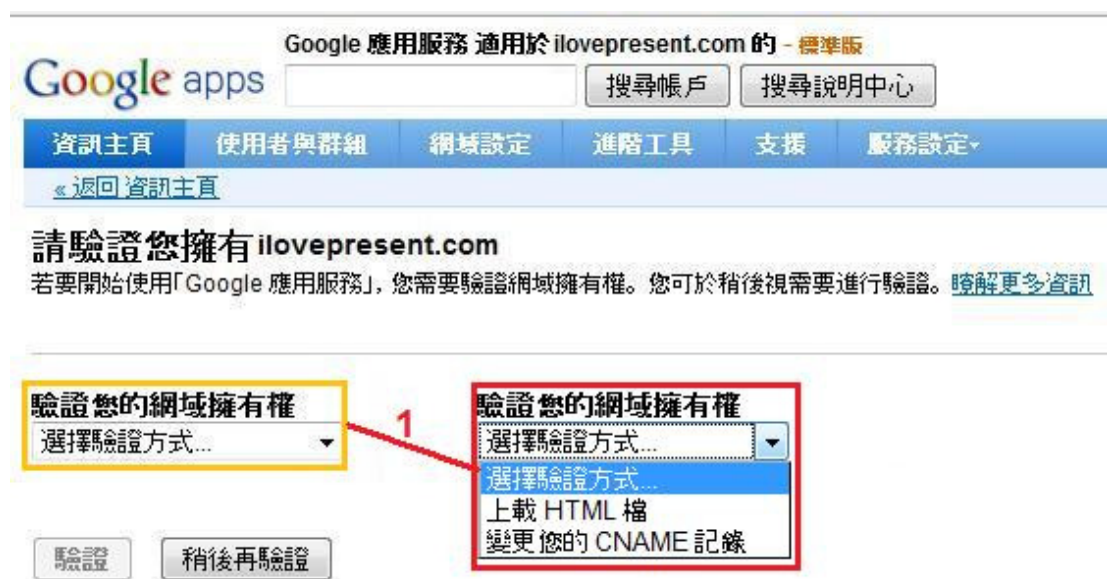 Google 應用服務 適用於 ilovepresent.com 的 - 標準版
Google apps 搜尋帳戶 搜尋說明中心
資訊主頁 使用者與群組 網域設定 進階工具 支援 服務設定
« 返回 資訊主頁
請驗證您擁有 ilovepresent.com
若要開始使用「Google 應用服務」，您需要驗證網域擁有權。您可於稍後視需要進行驗證。瞭解更多資訊
驗證您的網域擁有權
選擇驗證方式...
1
驗證您的網域擁有權
選擇驗證方式...
選擇驗證方式...
上載 HTML 檔
變更您的 CNAME 記錄
驗證 稍後再驗證